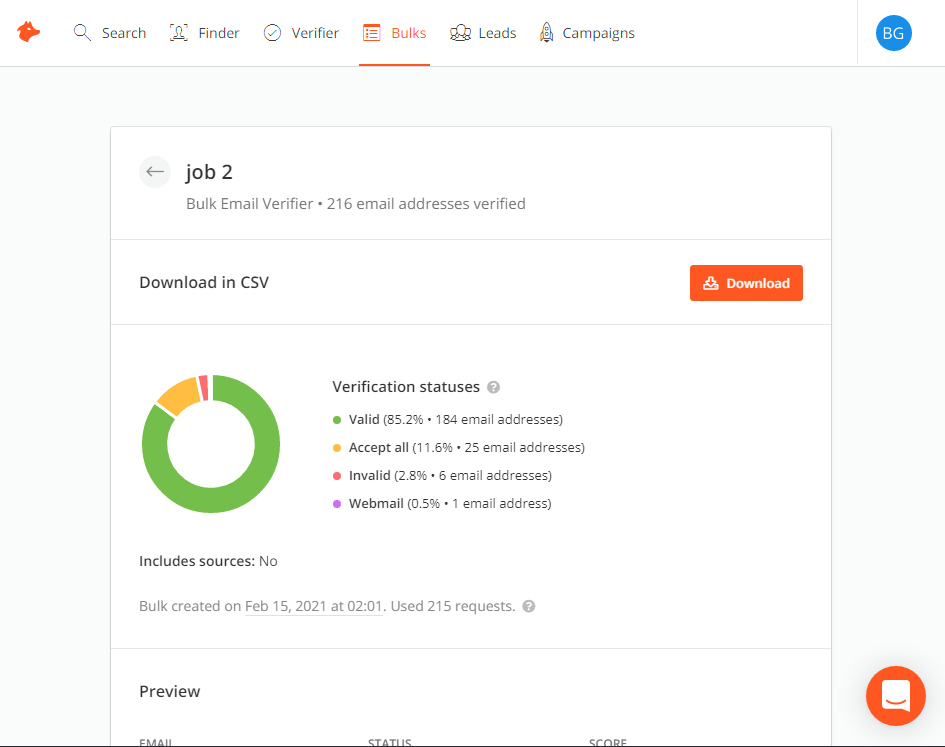 Search Finder Verifier Bulks Leads Campaigns BG
job 2
Bulk Email Verifier • 216 email addresses verified
Download in CSV Download
Verification statuses ?
Valid (85.2% • 184 email addresses)
Accept all (11.6% • 25 email addresses)
Invalid (2.8% • 6 email addresses)
Webmail (0.5% • 1 email address)
Includes sources: No
Bulk created on Feb 15, 2021 at 02:01. Used 215 requests. ?
Preview
EMAIL STATUS SCORE